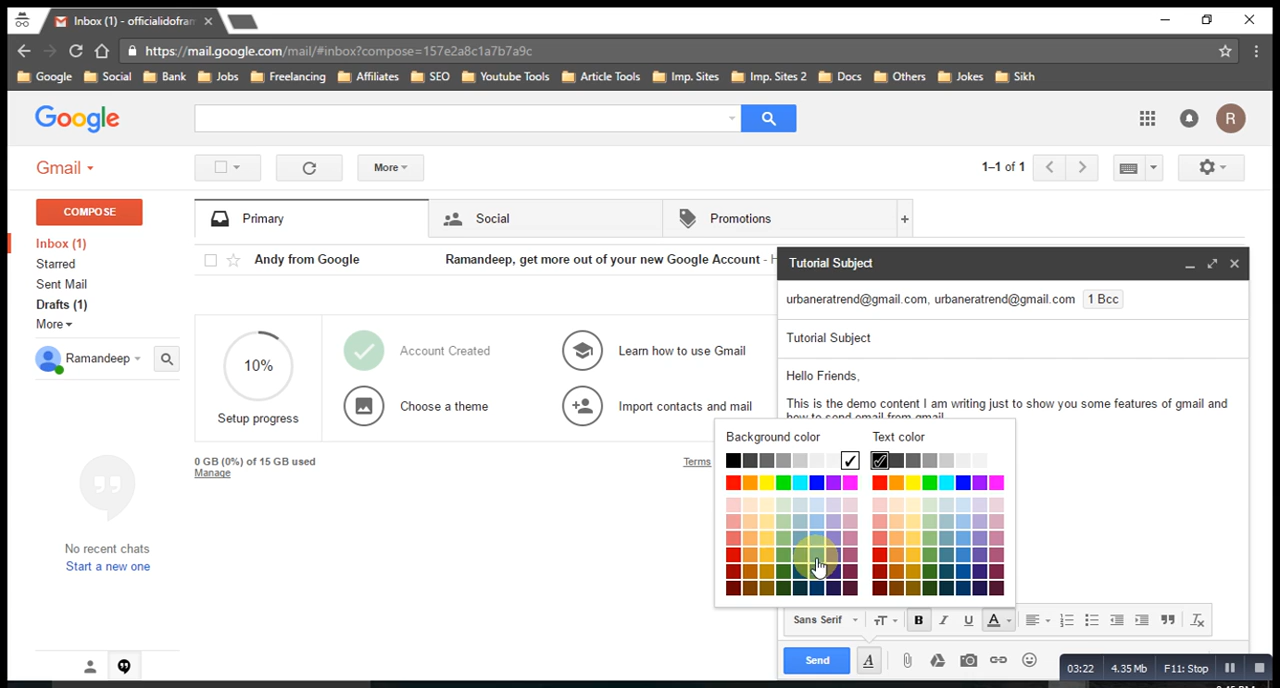 Inbox (1) - officialidofram
https://mail.google.com/mail/#inbox?compose=157e2a8c1a7b7a9c
Google Social Bank Jobs Freelancing Affiliates SEO Youtube Tools Article Tools Imp. Sites Imp. Sites 2 Docs Others Jokes Sikh
Google
R
Gmail
More
1–1 of 1
COMPOSE
Primary
Social
Promotions
+
Inbox (1)
Starred
Sent Mail
Drafts (1)
More
Ramandeep
Andy from Google
Ramandeep, get more out of your new Google Account - H
10%
Setup progress
Account Created
Learn how to use Gmail
Choose a theme
Import contacts and mail
0 GB (0%) of 15 GB used
Manage
Terms
No recent chats
Start a new one
Tutorial Subject
urbaneratrend@gmail.com, urbaneratrend@gmail.com 1 Bcc
Tutorial Subject
Hello Friends,
This is the demo content I am writing just to show you some features of gmail and
how to send email from gmail
Background color
Text color
Sans Serif
B I U A
Send
A
03:22 4.35 Mb F11: Stop